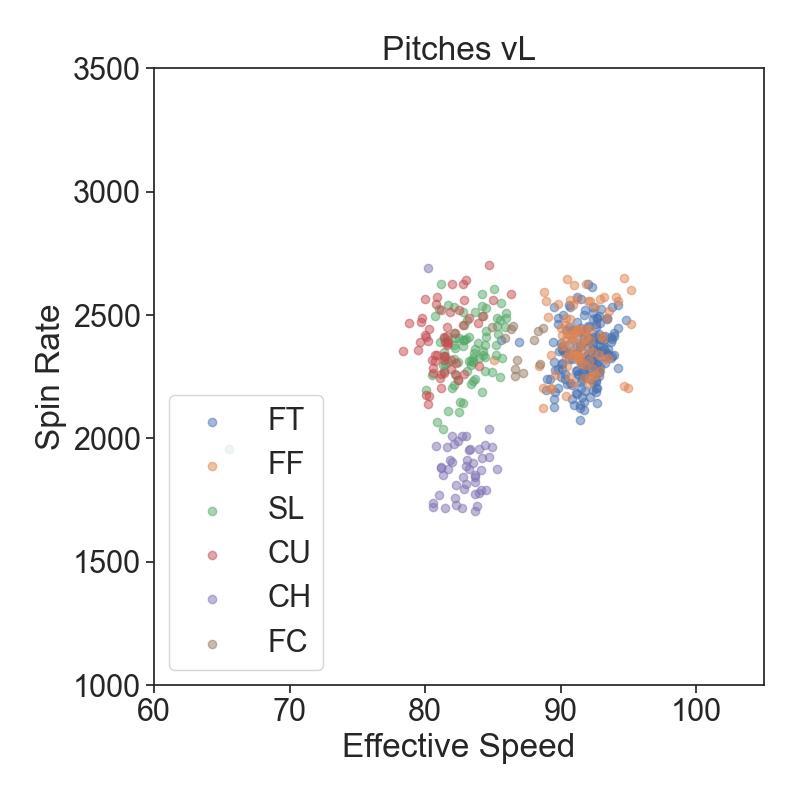 Pitches vL
3500
3000
2500
2000
1500
1000
Spin Rate
FT
FF
SL
CU
CH
FC
60 70 80 90 100
Effective Speed